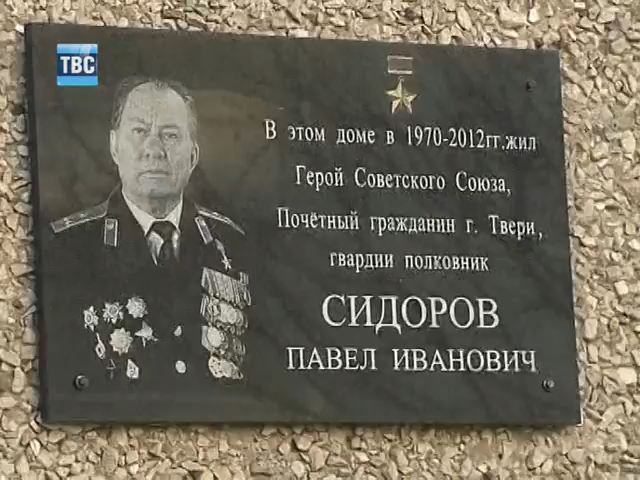 ТВС
В этом доме в 1970-2012гг.жил
Герой Советского Союза,
Почётный гражданин г. Твери,
гвардии полковник
СИДОРОВ
ПАВЕЛ ИВАНОВИЧ